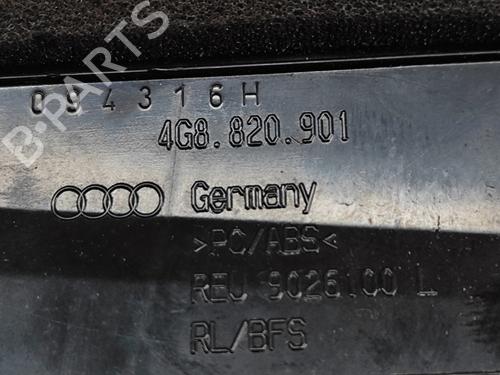 B-PARTS
094316H
4G8.820.901
Germany
>PC/ABS<
REU 9026100 L
RL/BFS